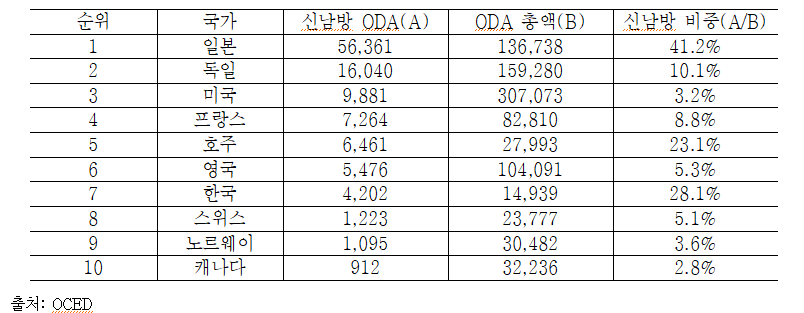 순위 국가 신남방 ODA(A) ODA 총액(B) 신남방 비중(A/B)
1 일본 56,361 136,738 41.2%
2 독일 16,040 159,280 10.1%
3 미국 9,881 307,073 3.2%
4 프랑스 7,264 82,810 8.8%
5 호주 6,461 27,993 23.1%
6 영국 5,476 104,091 5.3%
7 한국 4,202 14,939 28.1%
8 스위스 1,223 23,777 5.1%
9 노르웨이 1,095 30,482 3.6%
10 캐나다 912 32,236 2.8%
출처: OCED